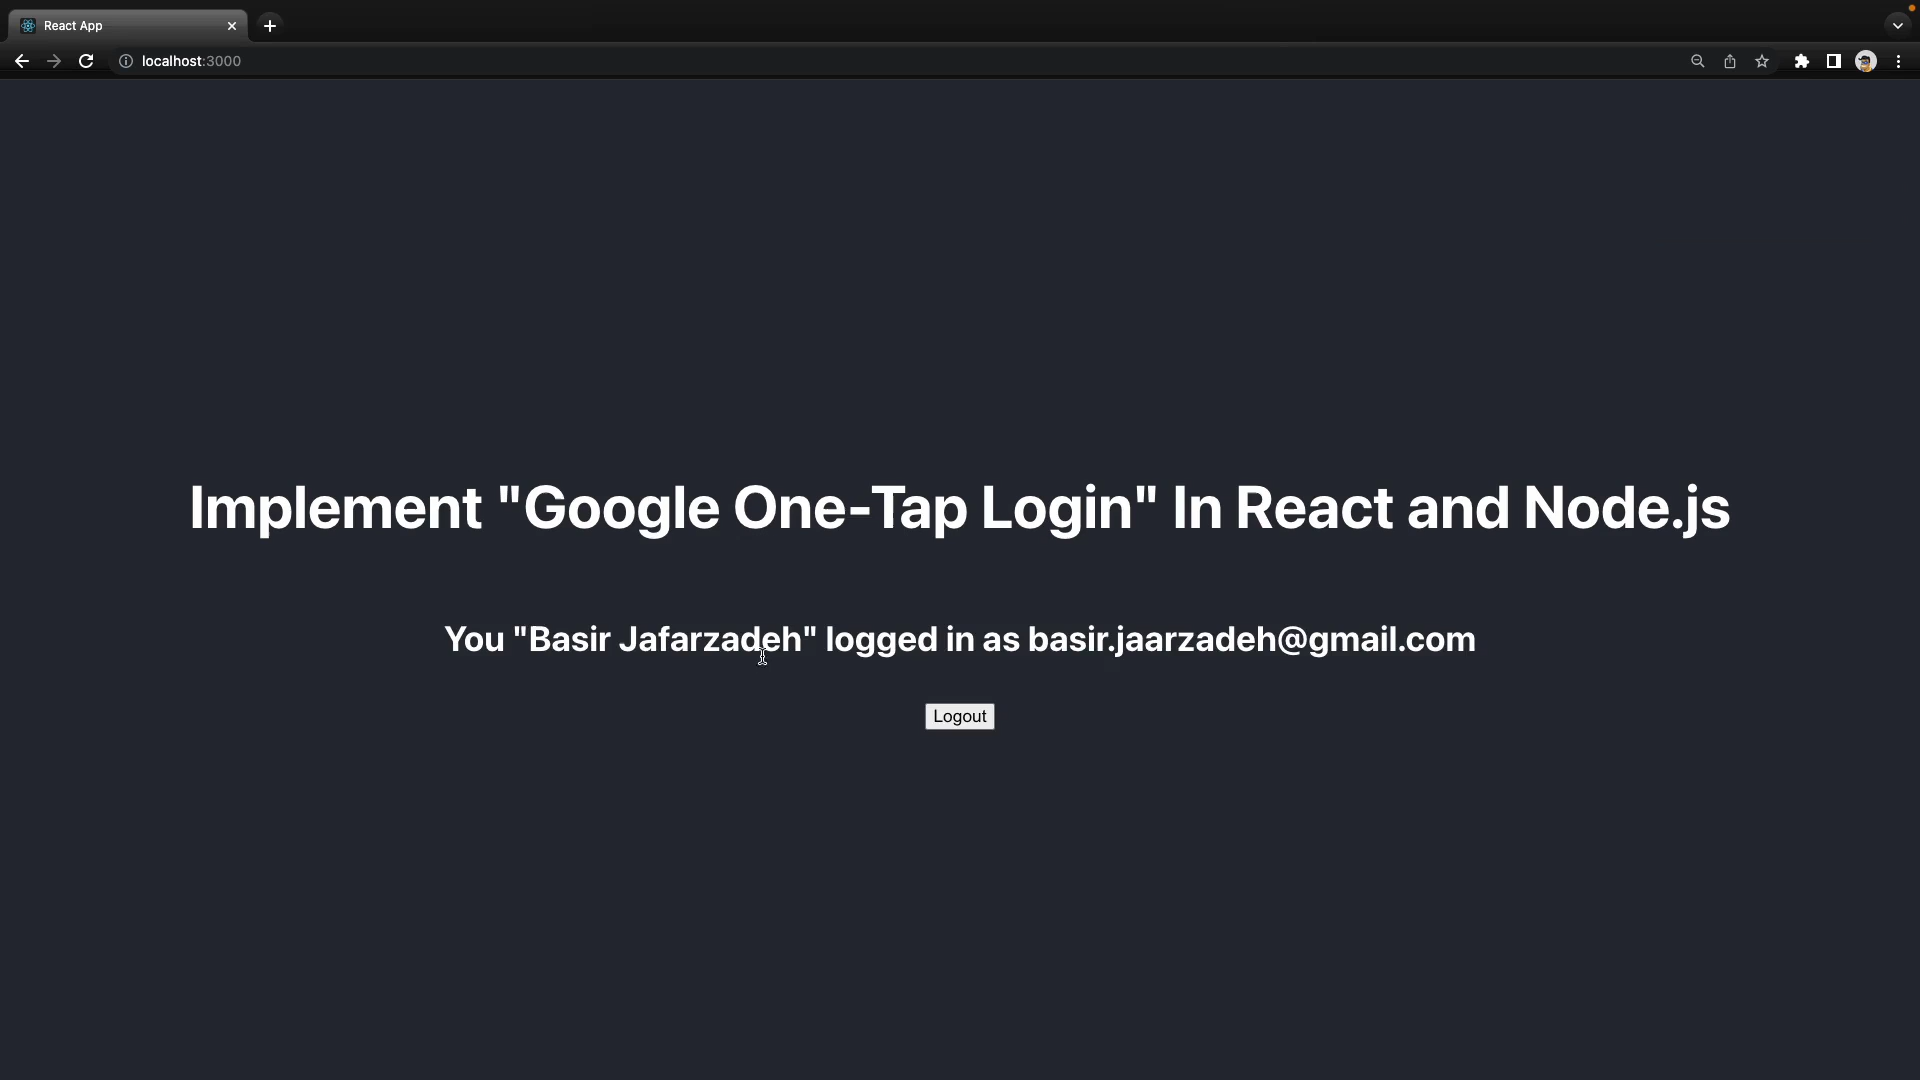 React App
localhost:3000
Implement "Google One-Tap Login" In React and Node.js
You "Basir Jafarzadeh" logged in as basir.jaarzadeh@gmail.com
Logout